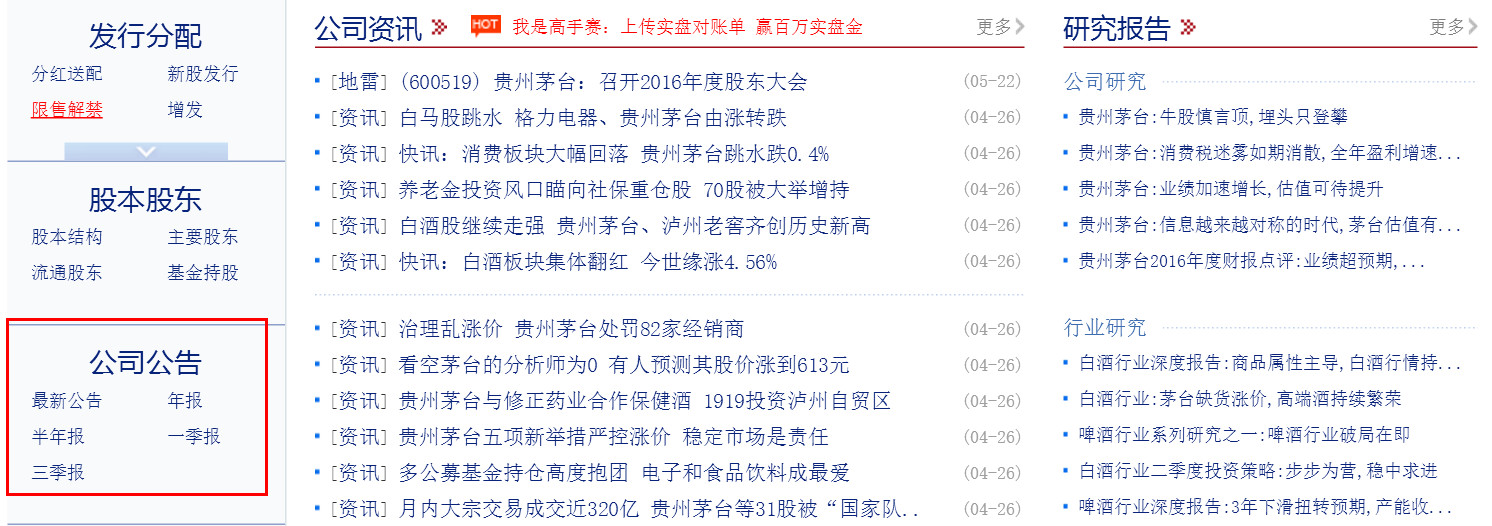 发行分配
分红送配 新股发行
限售解禁 增发
股本股东
股本结构 主要股东
流通股东 基金持股
公司公告
最新公告 年报
半年报 一季报
三季报
公司资讯 HOT 我是高手赛：上传实盘对账单 赢百万实盘金 更多
[地雷] (600519) 贵州茅台：召开2016年度股东大会 (05-22)
[资讯] 白马股跳水 格力电器、贵州茅台由涨转跌 (04-26)
[资讯] 快讯：消费板块大幅回落 贵州茅台跳水跌0.4% (04-26)
[资讯] 养老金投资风口瞄向社保重仓股 70股被大举增持 (04-26)
[资讯] 白酒股继续走强 贵州茅台、泸州老窖齐创历史新高 (04-26)
[资讯] 快讯：白酒板块集体翻红 今世缘涨4.56% (04-26)
[资讯] 治理乱涨价 贵州茅台处罚82家经销商 (04-26)
[资讯] 看空茅台的分析师为0 有人预测其股价涨到613元 (04-26)
[资讯] 贵州茅台与修正药业合作保健酒 1919投资泸州自贸区 (04-26)
[资讯] 贵州茅台五项新举措严控涨价 稳定市场是责任 (04-26)
[资讯] 多公募基金持仓高度抱团 电子和食品饮料成最爱 (04-26)
[资讯] 月内大宗交易成交近320亿 贵州茅台等31股被“国家队.. (04-26)
研究报告 更多
公司研究
贵州茅台:牛股慎言顶,埋头只登攀
贵州茅台:消费税迷雾如期消散,全年盈利增速...
贵州茅台:业绩加速增长,估值可待提升
贵州茅台:信息越来越对称的时代,茅台估值有...
贵州茅台2016年度财报点评:业绩超预期,...
行业研究
白酒行业深度报告:商品属性主导,白酒行情持...
白酒行业:茅台缺货涨价,高端酒持续繁荣
啤酒行业系列研究之一:啤酒行业破局在即
白酒行业二季度投资策略:步步为营,稳中求进
啤酒行业深度报告:3年下滑扭转预期,产能收...